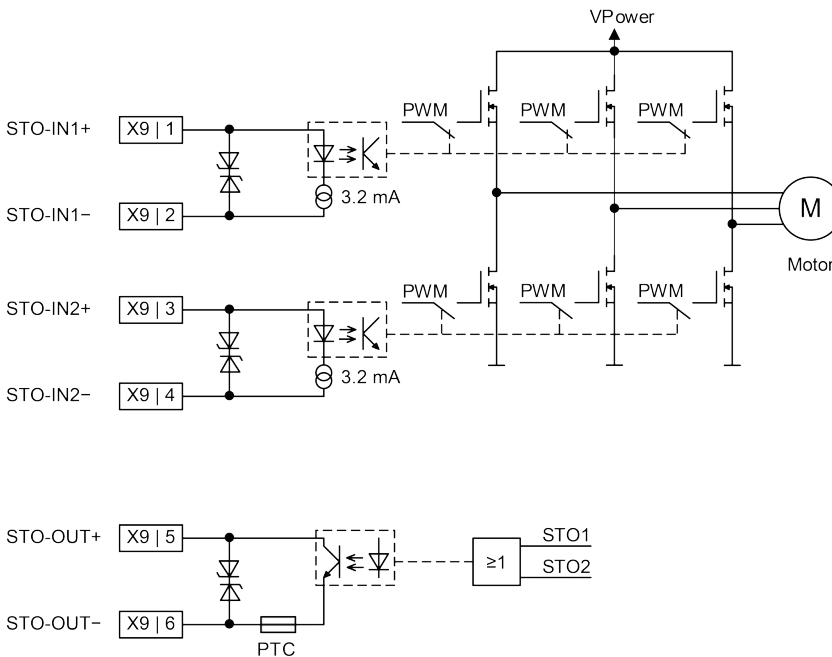 VPower
STO-IN1+ X9 | 1
PWM PWM PWM
3.2 mA
STO-IN1− X9 | 2
M
Motor
STO-IN2+ X9 | 3
PWM PWM PWM
3.2 mA
STO-IN2− X9 | 4
STO-OUT+ X9 | 5
STO1
≥1
STO2
STO-OUT− X9 | 6
PTC